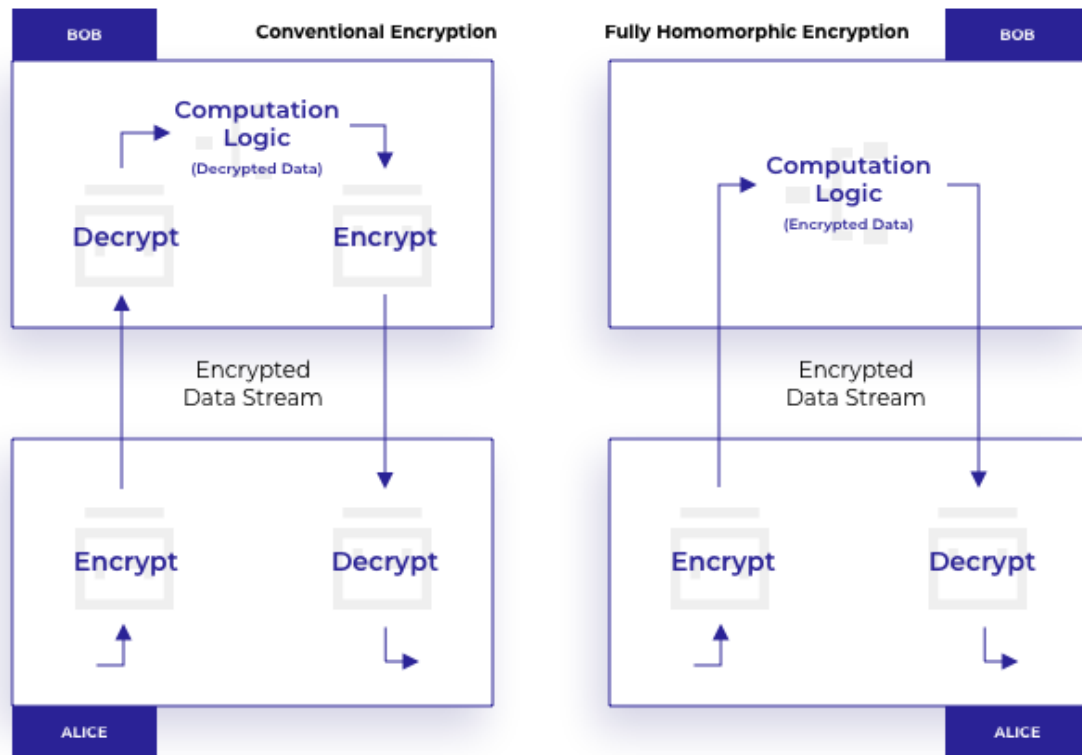 BOB
Conventional Encryption
Computation
Logic
(Decrypted Data)
Decrypt
Encrypt
Encrypted
Data Stream
Encrypt
Decrypt
ALICE
Fully Homomorphic Encryption
BOB
Computation
Logic
(Encrypted Data)
Encrypted
Data Stream
Encrypt
Decrypt
ALICE